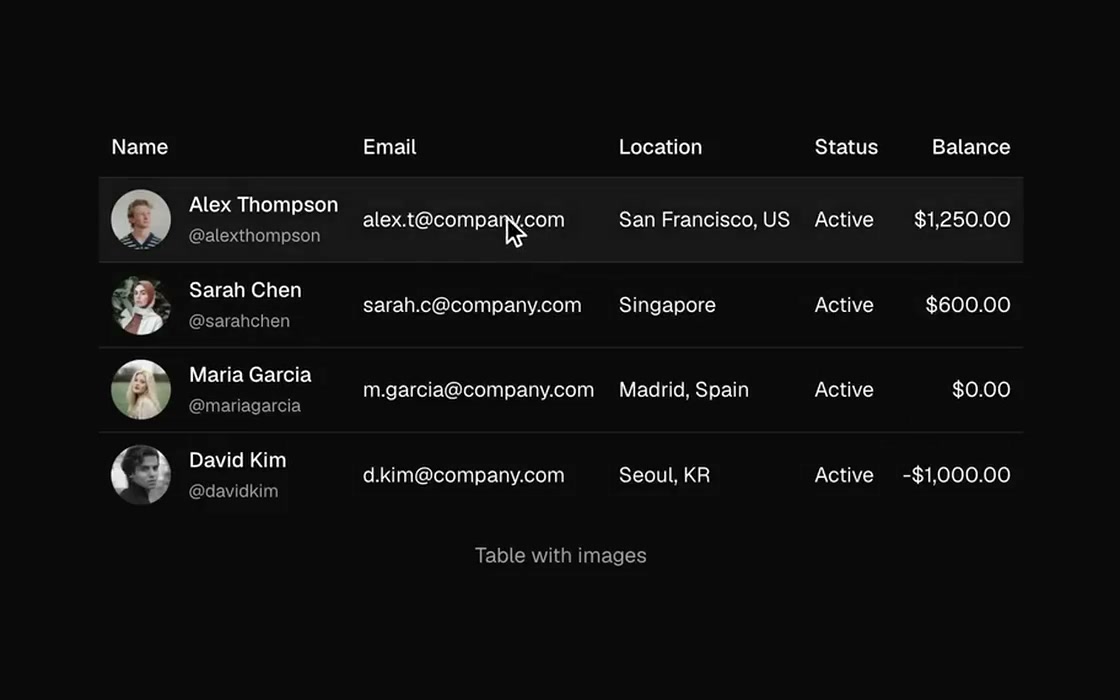 Name Email Location Status Balance
Alex Thompson
@alexthompson
alex.t@company.com San Francisco, US Active $1,250.00
Sarah Chen
@sarahchen
sarah.c@company.com Singapore Active $600.00
Maria Garcia
@mariagarcia
m.garcia@company.com Madrid, Spain Active $0.00
David Kim
@davidkim
d.kim@company.com Seoul, KR Active -$1,000.00
Table with images